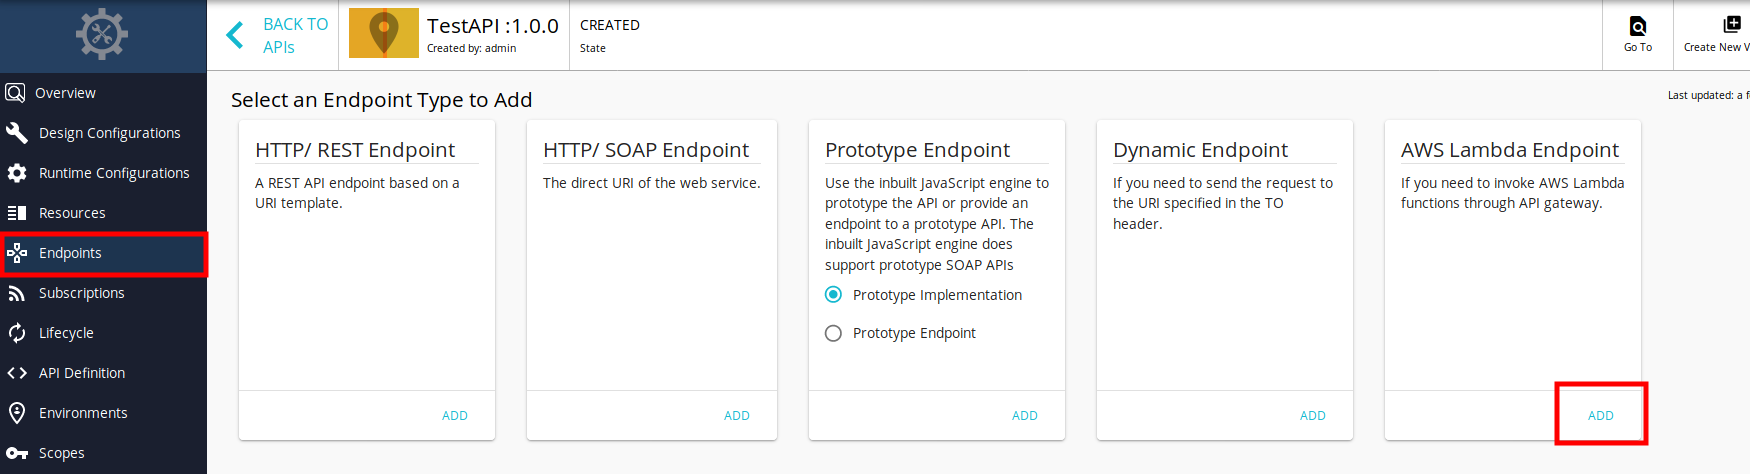 BACK TO
APIs
TestAPI :1.0.0
Created by: admin
CREATED
State
Go To
Create New V
Overview
Design Configurations
Runtime Configurations
Resources
Endpoints
Subscriptions
Lifecycle
API Definition
Environments
Scopes
Select an Endpoint Type to Add
Last updated: a f
HTTP/ REST Endpoint
A REST API endpoint based on a
URI template.
ADD
HTTP/ SOAP Endpoint
The direct URI of the web service.
ADD
Prototype Endpoint
Use the inbuilt JavaScript engine to
prototype the API or provide an
endpoint to a prototype API. The
inbuilt JavaScript engine does
support prototype SOAP APIs
Prototype Implementation
Prototype Endpoint
ADD
Dynamic Endpoint
If you need to send the request to
the URI specified in the TO
header.
ADD
AWS Lambda Endpoint
If you need to invoke AWS Lambda
functions through API gateway.
ADD